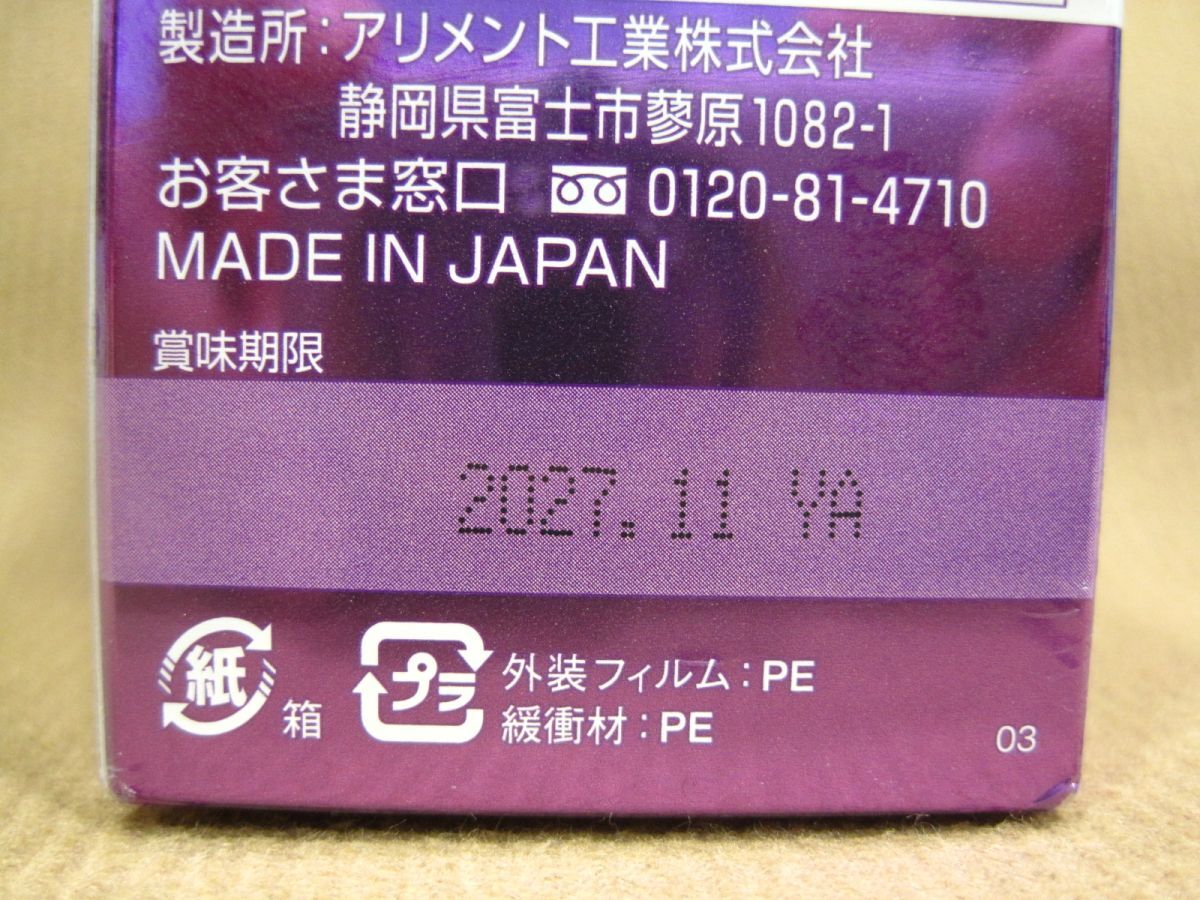 製造所：アリメント工業株式会社
静岡県富士市蓼原1082-1
お客さま窓口 0120-81-4710
MADE IN JAPAN
賞味期限
2027.11 YA
紙 箱
プラ 外装フィルム：PE
緩衝材：PE
03